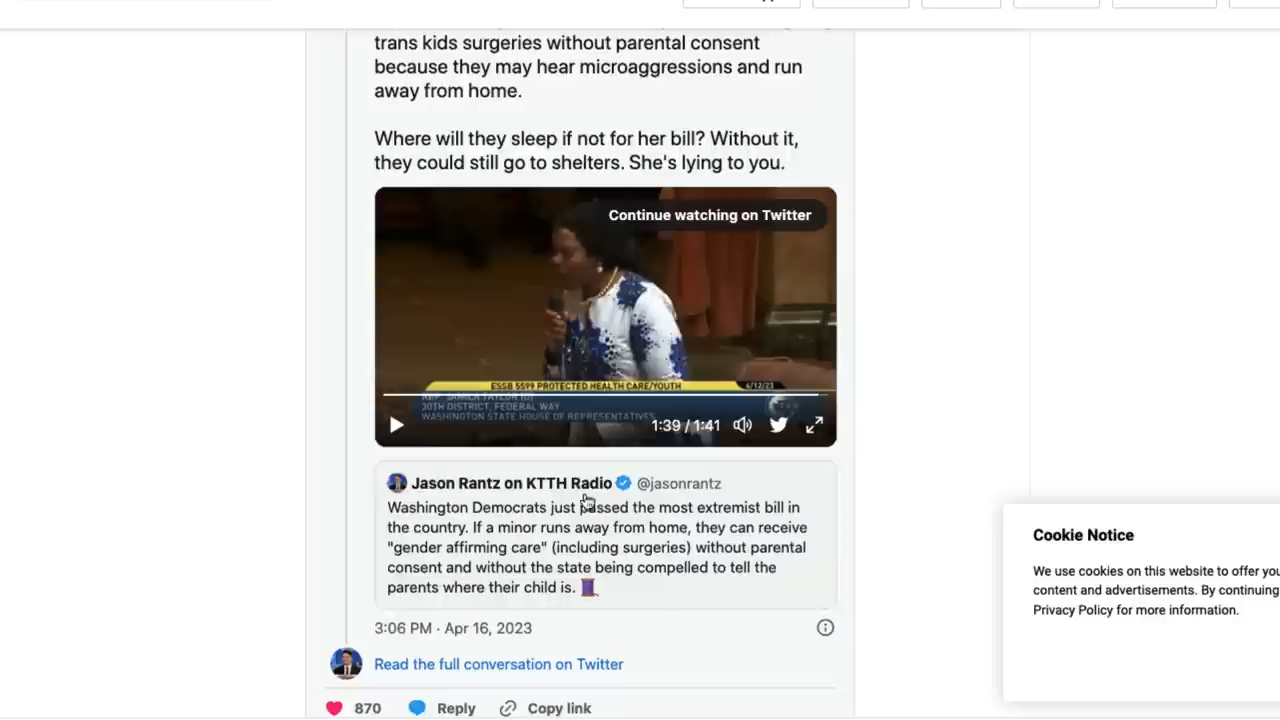 trans kids surgeries without parental consent
because they may hear microaggressions and run
away from home.
Where will they sleep if not for her bill? Without it,
they could still go to shelters. She's lying to you.
Continue watching on Twitter
ESSB 5599 PROTECTED HEALTH CARE/YOUTH
4/12/23
30TH DISTRICT, FEDERAL WAY
WASHINGTON STATE HOUSE OF REPRESENTATIVES
1:39 / 1:41
Jason Rantz on KTTH Radio @jasonrantz
Washington Democrats just passed the most extremist bill in
the country. If a minor runs away from home, they can receive
"gender affirming care" (including surgeries) without parental
consent and without the state being compelled to tell the
parents where their child is.
3:06 PM · Apr 16, 2023
Read the full conversation on Twitter
870 Reply Copy link
Cookie Notice
We use cookies on this website to offer you
content and advertisements. By continuing
Privacy Policy for more information.